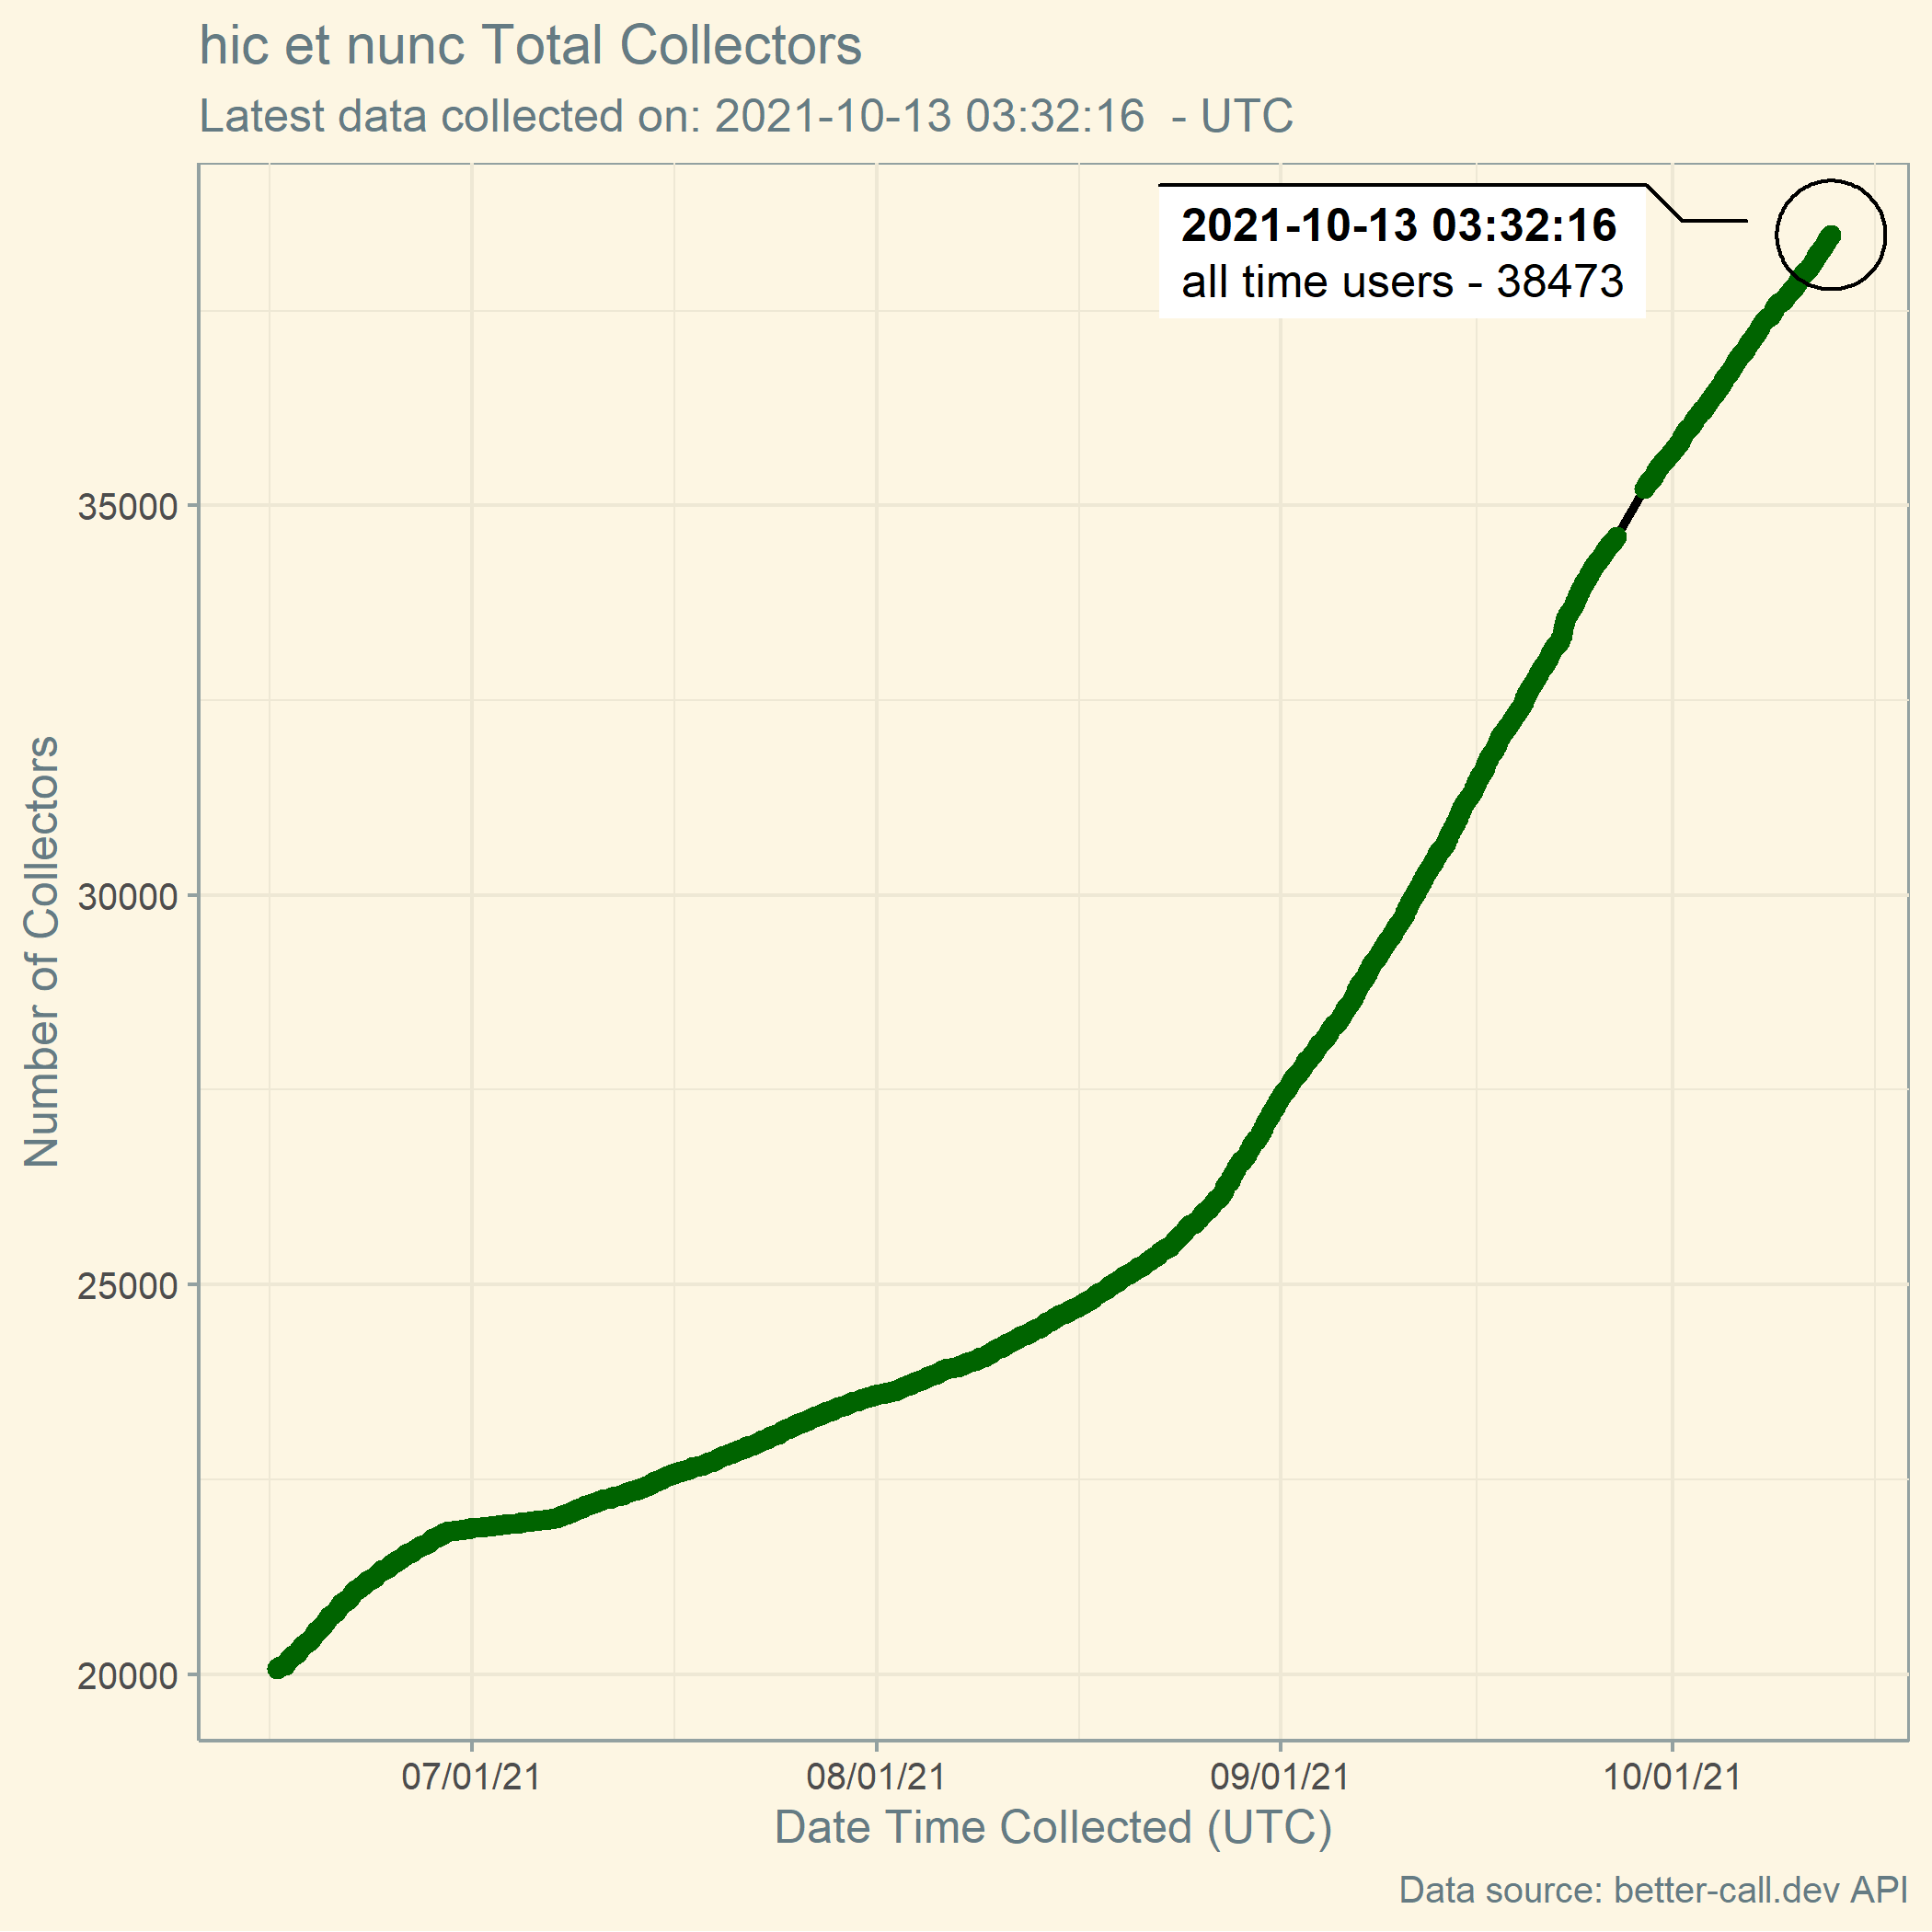 hic et nunc Total Collectors
Latest data collected on: 2021-10-13 03:32:16  - UTC
2021-10-13 03:32:16
all time users - 38473
Number of Collectors
35000
30000
25000
20000
07/01/21
08/01/21
09/01/21
10/01/21
Date Time Collected (UTC)
Data source: better-call.dev API